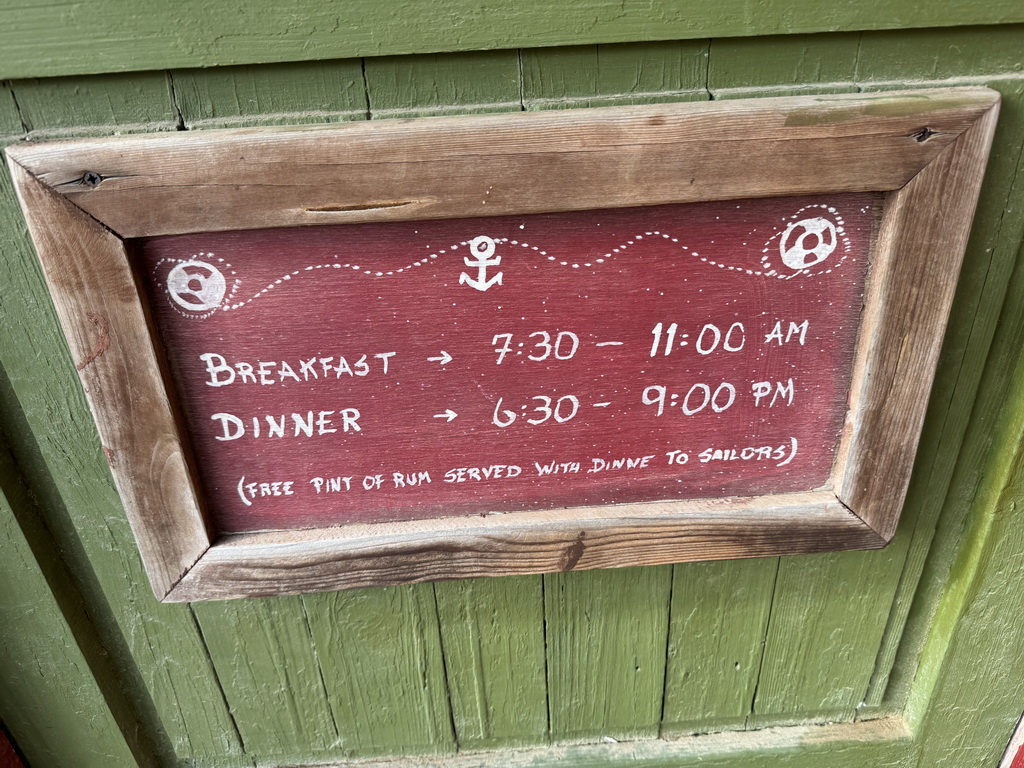 BREAKFAST → 7:30 – 11:00 AM
DINNER → 6:30 – 9:00 PM
(FREE PINT OF RUM SERVED WITH DINNE TO SAILORS)